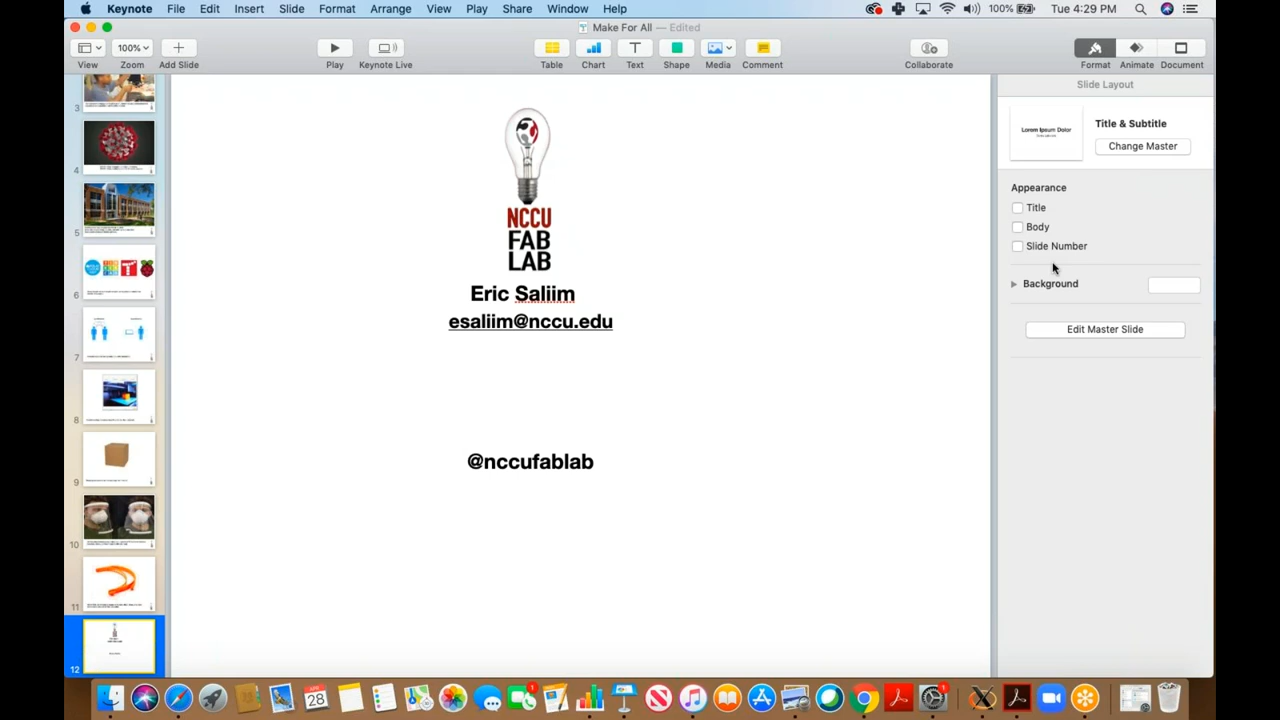 Keynote File Edit Insert Slide Format Arrange View Play Share Window Help 100% Tue 4:29 PM
Make For All — Edited
100%
View Zoom Add Slide Play Keynote Live Table Chart Text Shape Media Comment Collaborate Format Animate Document
Slide Layout
Lorem Ipsum Dolor
Title & Subtitle
Change Master
Appearance
Title
Body
Slide Number
Background
Edit Master Slide
3
4
5
6
7
8
9
10
11
12
NCCU
FAB
LAB
Eric Saliim
esaliim@nccu.edu
@nccufablab
APR
28
1
1